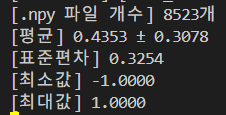 [.npy 파일 개수] 8523개
[평균] 0.4353 ± 0.3078
[표준편차] 0.3254
[최소값] -1.0000
[최대값] 1.0000